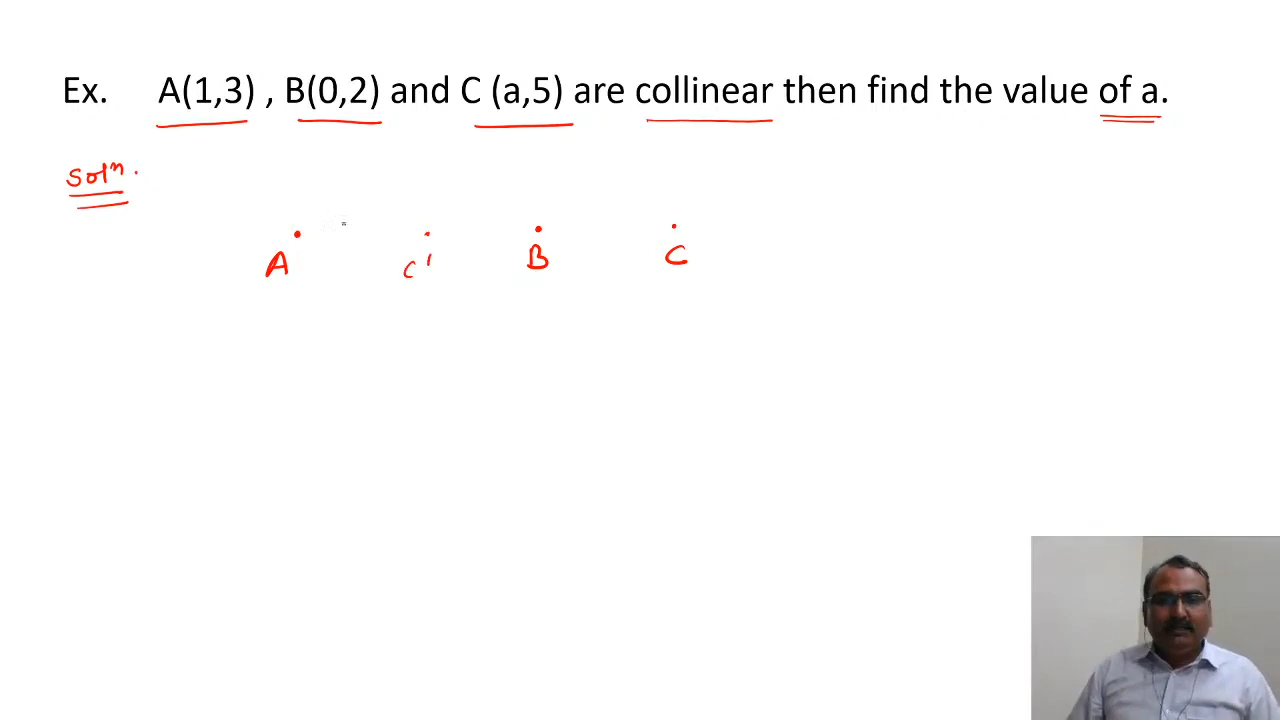 Ex. A(1,3) , B(0,2) and C (a,5) are collinear then find the value of a.
Solⁿ.
A C' B C